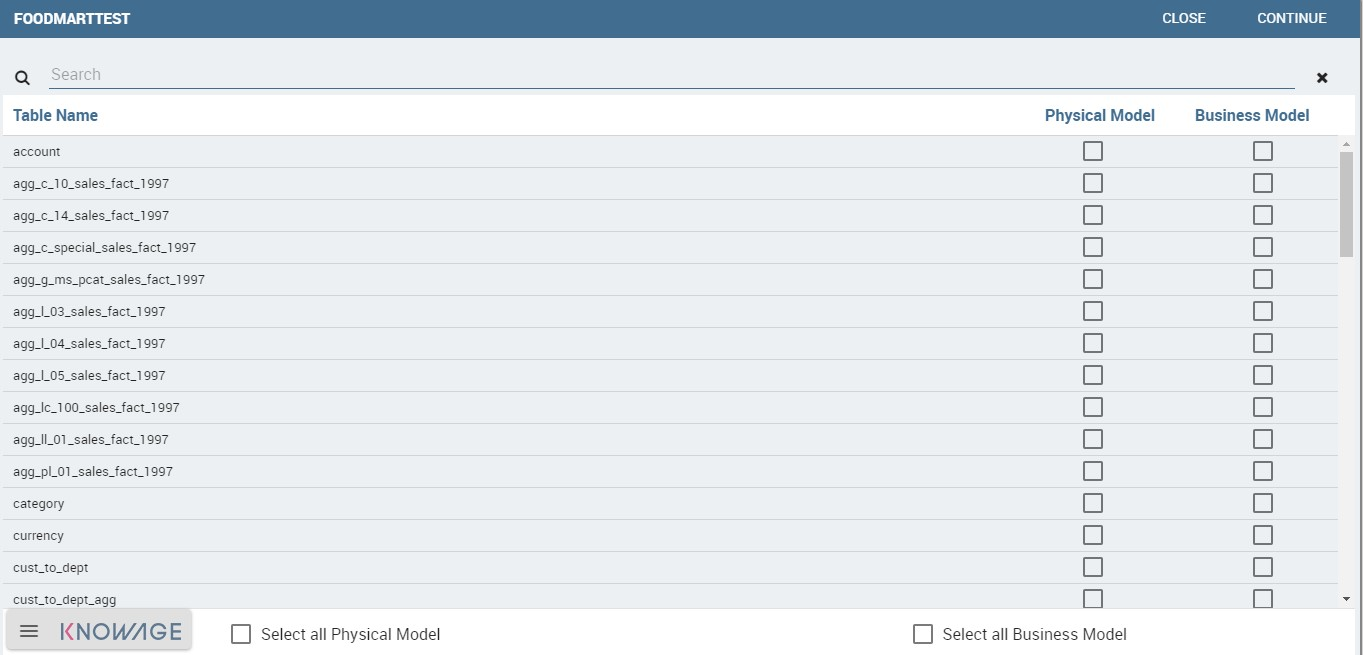 FOODMARTTEST CLOSE CONTINUE
Search
Table Name Physical Model Business Model
account
agg_c_10_sales_fact_1997
agg_c_14_sales_fact_1997
agg_c_special_sales_fact_1997
agg_g_ms_pcat_sales_fact_1997
agg_l_03_sales_fact_1997
agg_l_04_sales_fact_1997
agg_l_05_sales_fact_1997
agg_lc_100_sales_fact_1997
agg_ll_01_sales_fact_1997
agg_pl_01_sales_fact_1997
category
currency
cust_to_dept
cust_to_dept_agg
KNOWAGE Select all Physical Model Select all Business Model